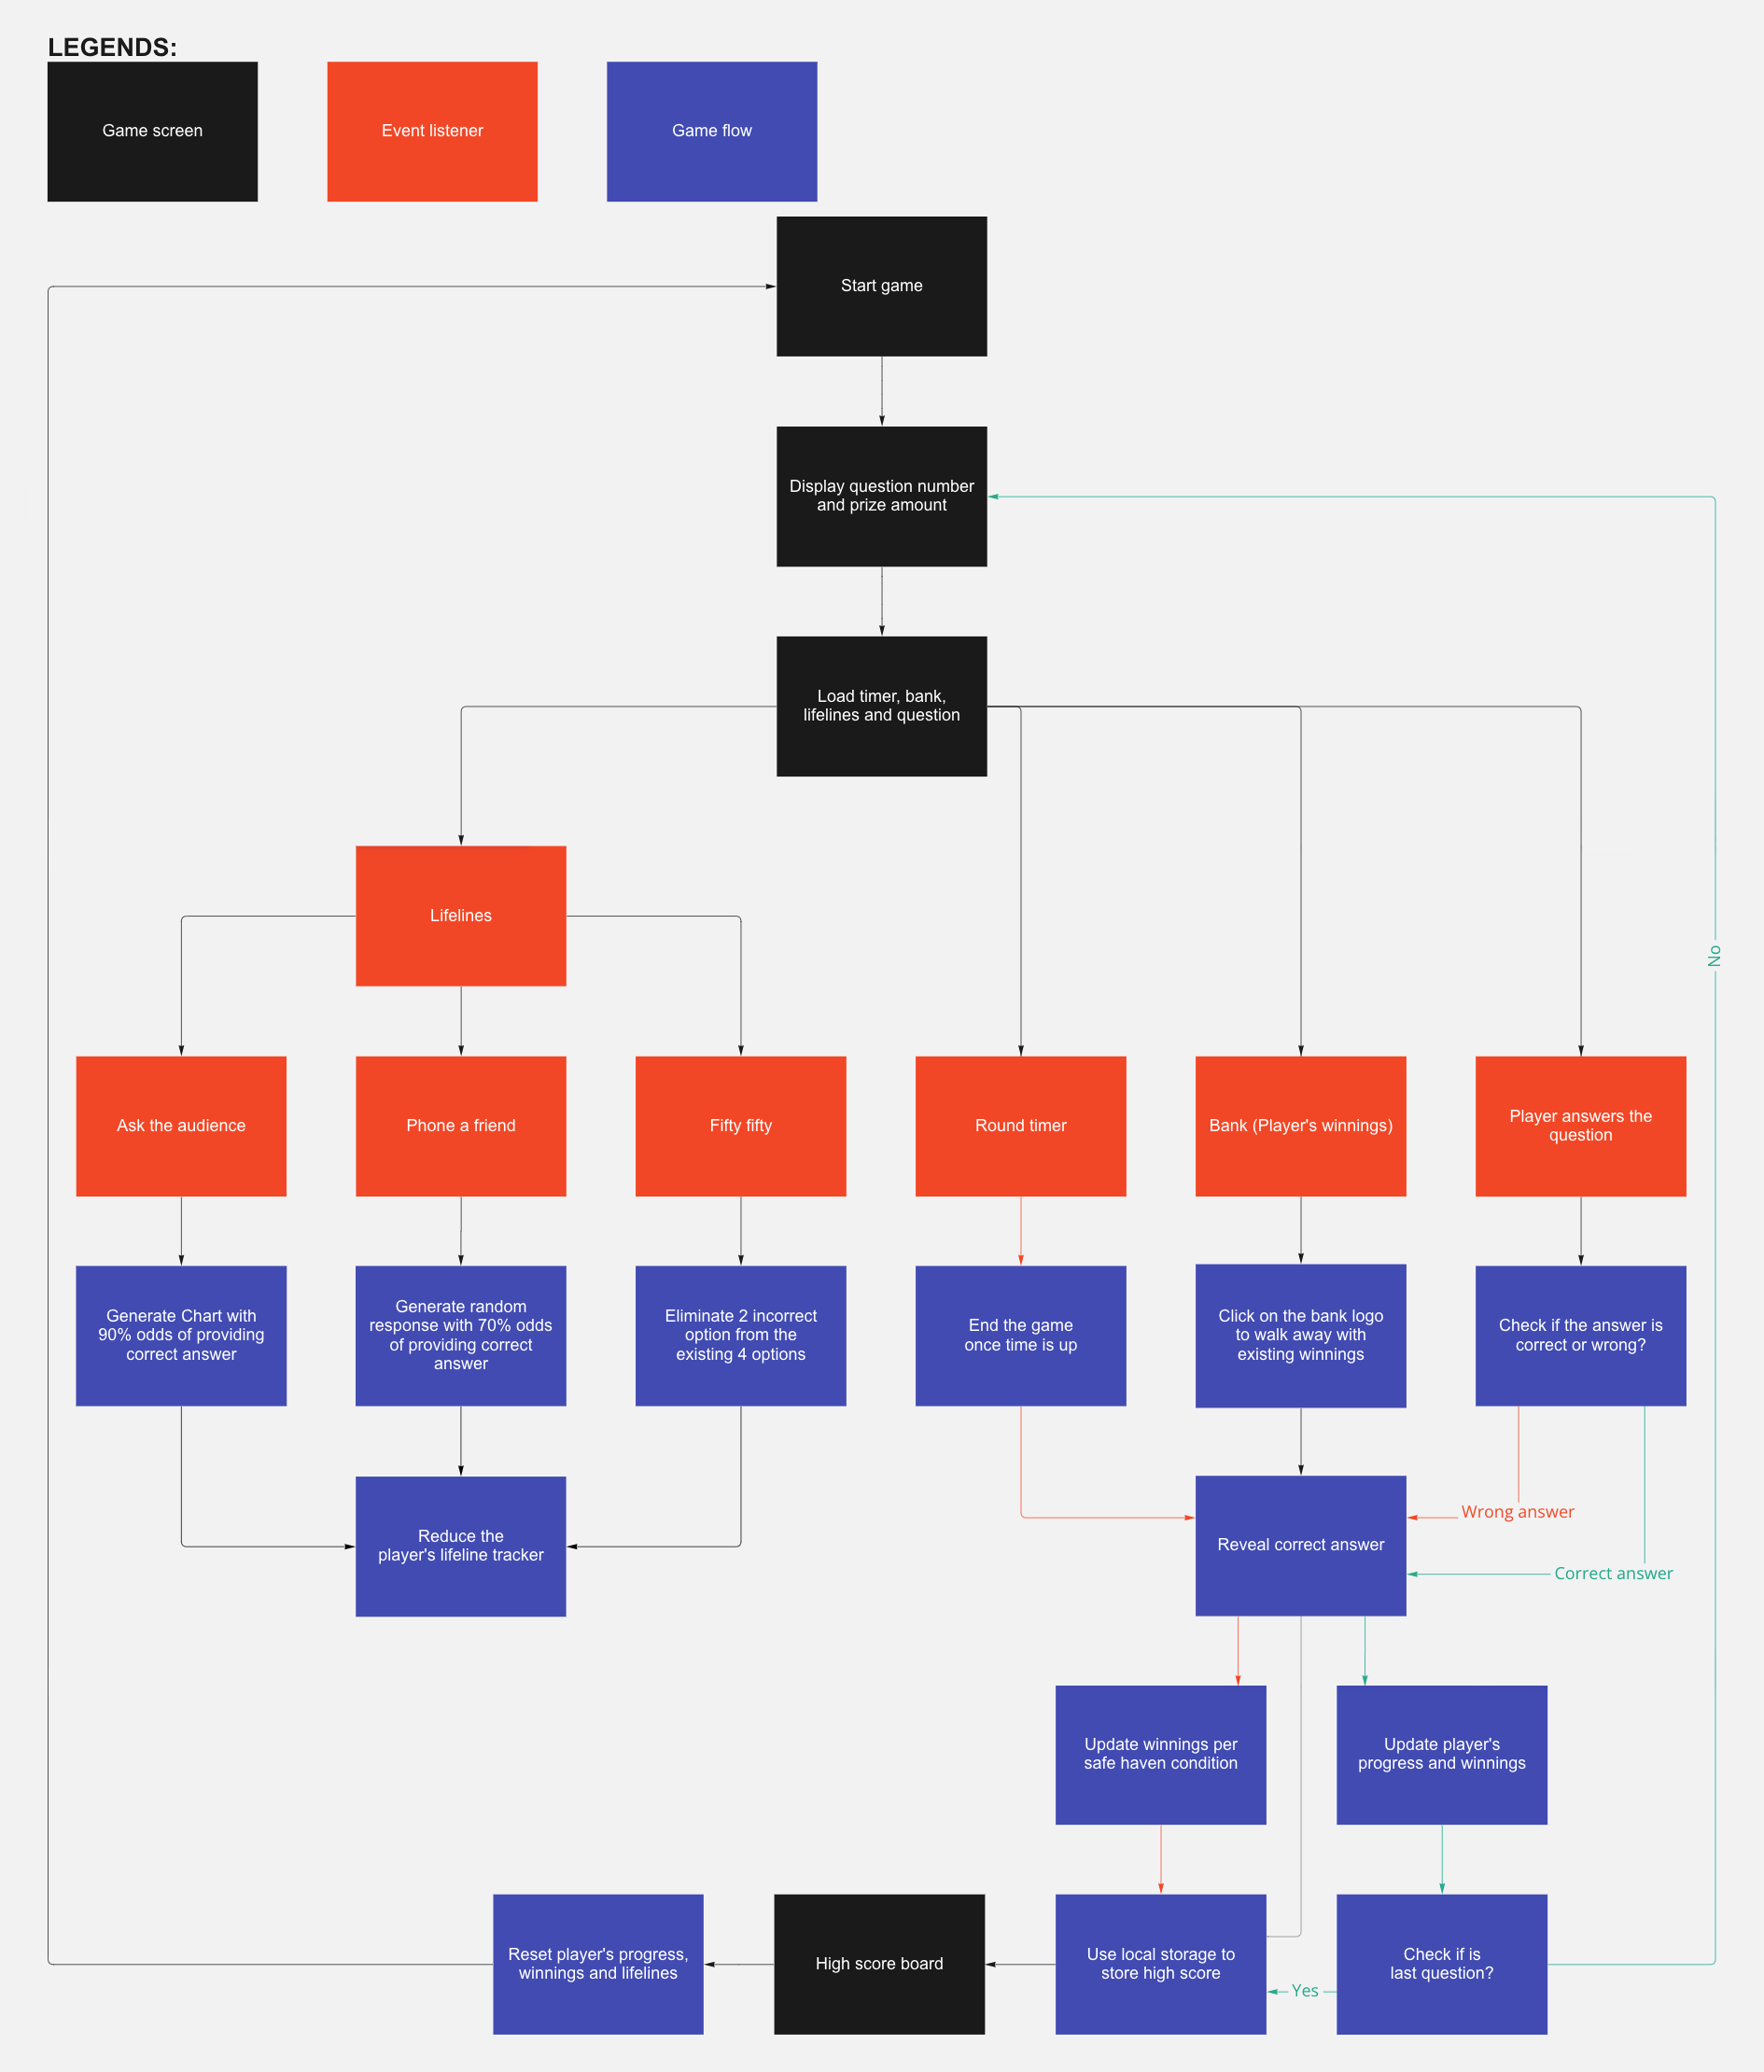 LEGENDS:
Game screen
Event listener
Game flow
Start game
Display question number
and prize amount
Load timer, bank,
lifelines and question
Lifelines
No
Ask the audience
Phone a friend
Fifty fifty
Round timer
Bank (Player's winnings)
Player answers the
question
Generate Chart with
90% odds of providing
correct answer
Generate random
response with 70% odds
of providing correct
answer
Eliminate 2 incorrect
option from the
existing 4 options
End the game
once time is up
Click on the bank logo
to walk away with
existing winnings
Check if the answer is
correct or wrong?
Reduce the
player's lifeline tracker
Reveal correct answer
Wrong answer
Correct answer
Update winnings per
safe haven condition
Update player's
progress and winnings
Reset player's progress,
winnings and lifelines
High score board
Use local storage to
store high score
Yes
Check if is
last question?